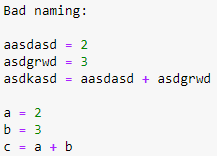 Bad naming:
aasdasd = 2
asdgrwd = 3
asdkasd = aasdasd + asdgrwd
a = 2
b = 3
c = a + b